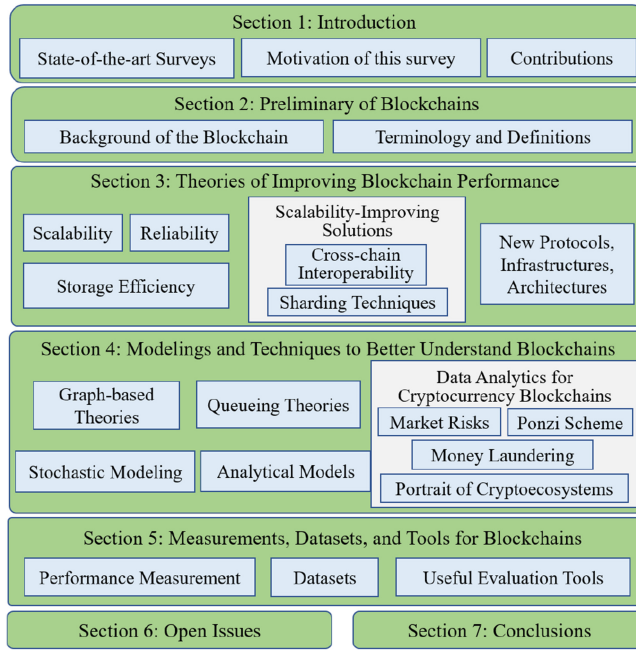 Section 1: Introduction
State-of-the-art Surveys
Motivation of this survey
Contributions
Section 2: Preliminary of Blockchains
Background of the Blockchain
Terminology and Definitions
Section 3: Theories of Improving Blockchain Performance
Scalability
Reliability
Storage Efficiency
Scalability-Improving
Solutions
Cross-chain
Interoperability
Sharding Techniques
New Protocols,
Infrastructures,
Architectures
Section 4: Modelings and Techniques to Better Understand Blockchains
Graph-based
Theories
Queueing Theories
Stochastic Modeling
Analytical Models
Data Analytics for
Cryptocurrency Blockchains
Market Risks
Ponzi Scheme
Money Laundering
Portrait of Cryptoecosystems
Section 5: Measurements, Datasets, and Tools for Blockchains
Performance Measurement
Datasets
Useful Evaluation Tools
Section 6: Open Issues
Section 7: Conclusions